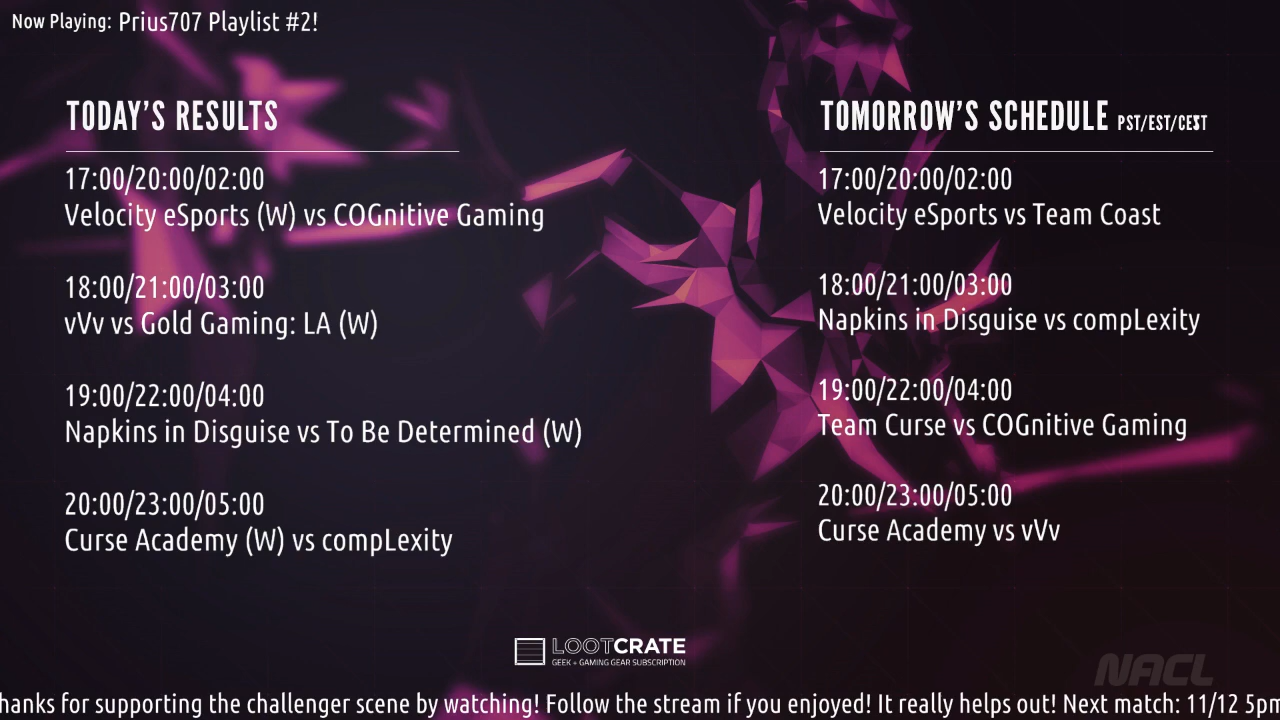 Now Playing: Prius707 Playlist #2!
TODAY'S RESULTS
17:00/20:00/02:00
Velocity eSports (W) vs COGnitive Gaming
18:00/21:00/03:00
vVv vs Gold Gaming: LA (W)
19:00/22:00/04:00
Napkins in Disguise vs To Be Determined (W)
20:00/23:00/05:00
Curse Academy (W) vs compLexity
TOMORROW'S SCHEDULE PST/EST/CEST
17:00/20:00/02:00
Velocity eSports vs Team Coast
18:00/21:00/03:00
Napkins in Disguise vs compLexity
19:00/22:00/04:00
Team Curse vs COGnitive Gaming
20:00/23:00/05:00
Curse Academy vs vVv
LOOTCRATE
GEEK + GAMING GEAR SUBSCRIPTION
NACL
hanks for supporting the challenger scene by watching! Follow the stream if you enjoyed! It really helps out! Next match: 11/12 5pm